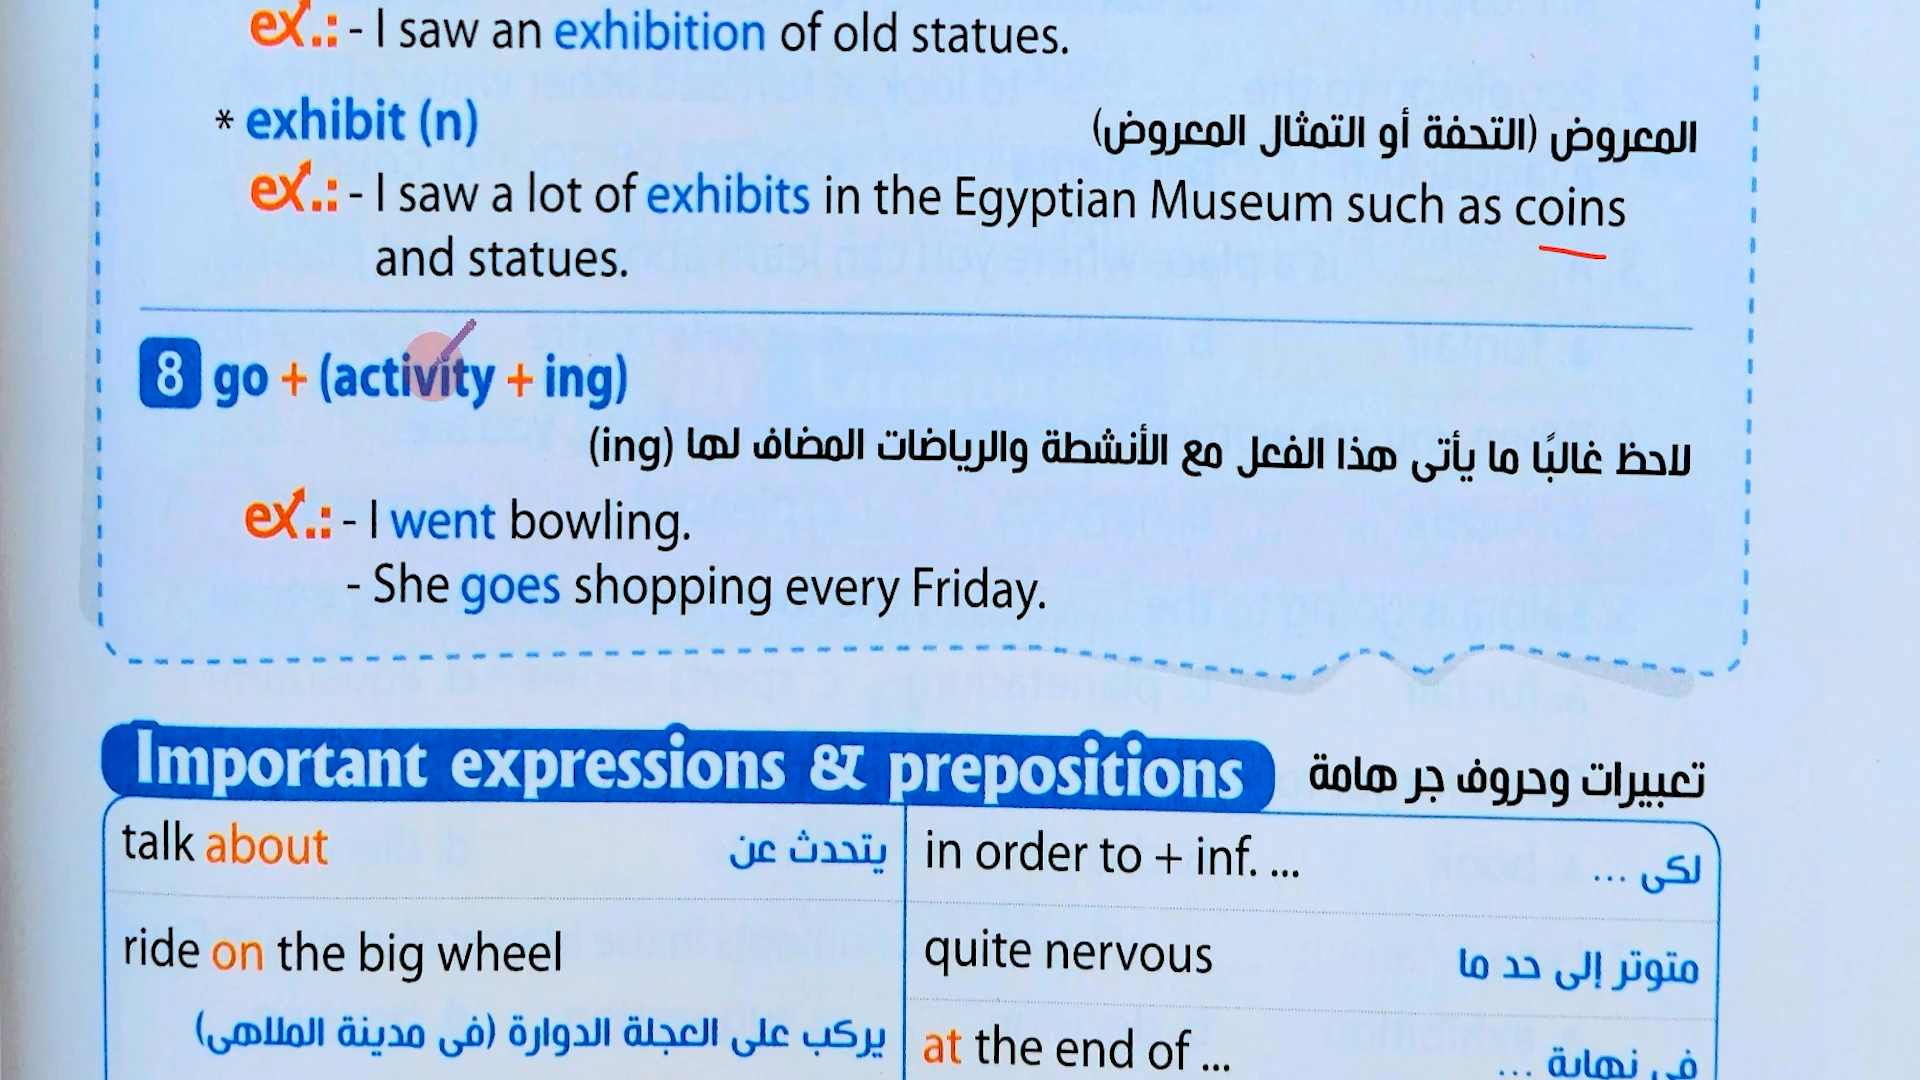 ex.: - I saw an exhibition of old statues.
* exhibit (n) المعروض (التحفة أو التمثال المعروض)
ex.: - I saw a lot of exhibits in the Egyptian Museum such as coins
and statues.
8 go + (activity + ing)
لاحظ غالبًا ما يأتى هذا الفعل مع الأنشطة والرياضات المضاف لها (ing)
ex.: - I went bowling.
- She goes shopping every Friday.
Important expressions & prepositions تعبيرات وحروف جر هامة
talk about يتحدث عن
in order to + inf. ... لكى ...
ride on the big wheel
يركب على العجلة الدوارة (فى مدينة الملاهى)
quite nervous متوتر إلى حد ما
at the end of ... فى نهاية ...